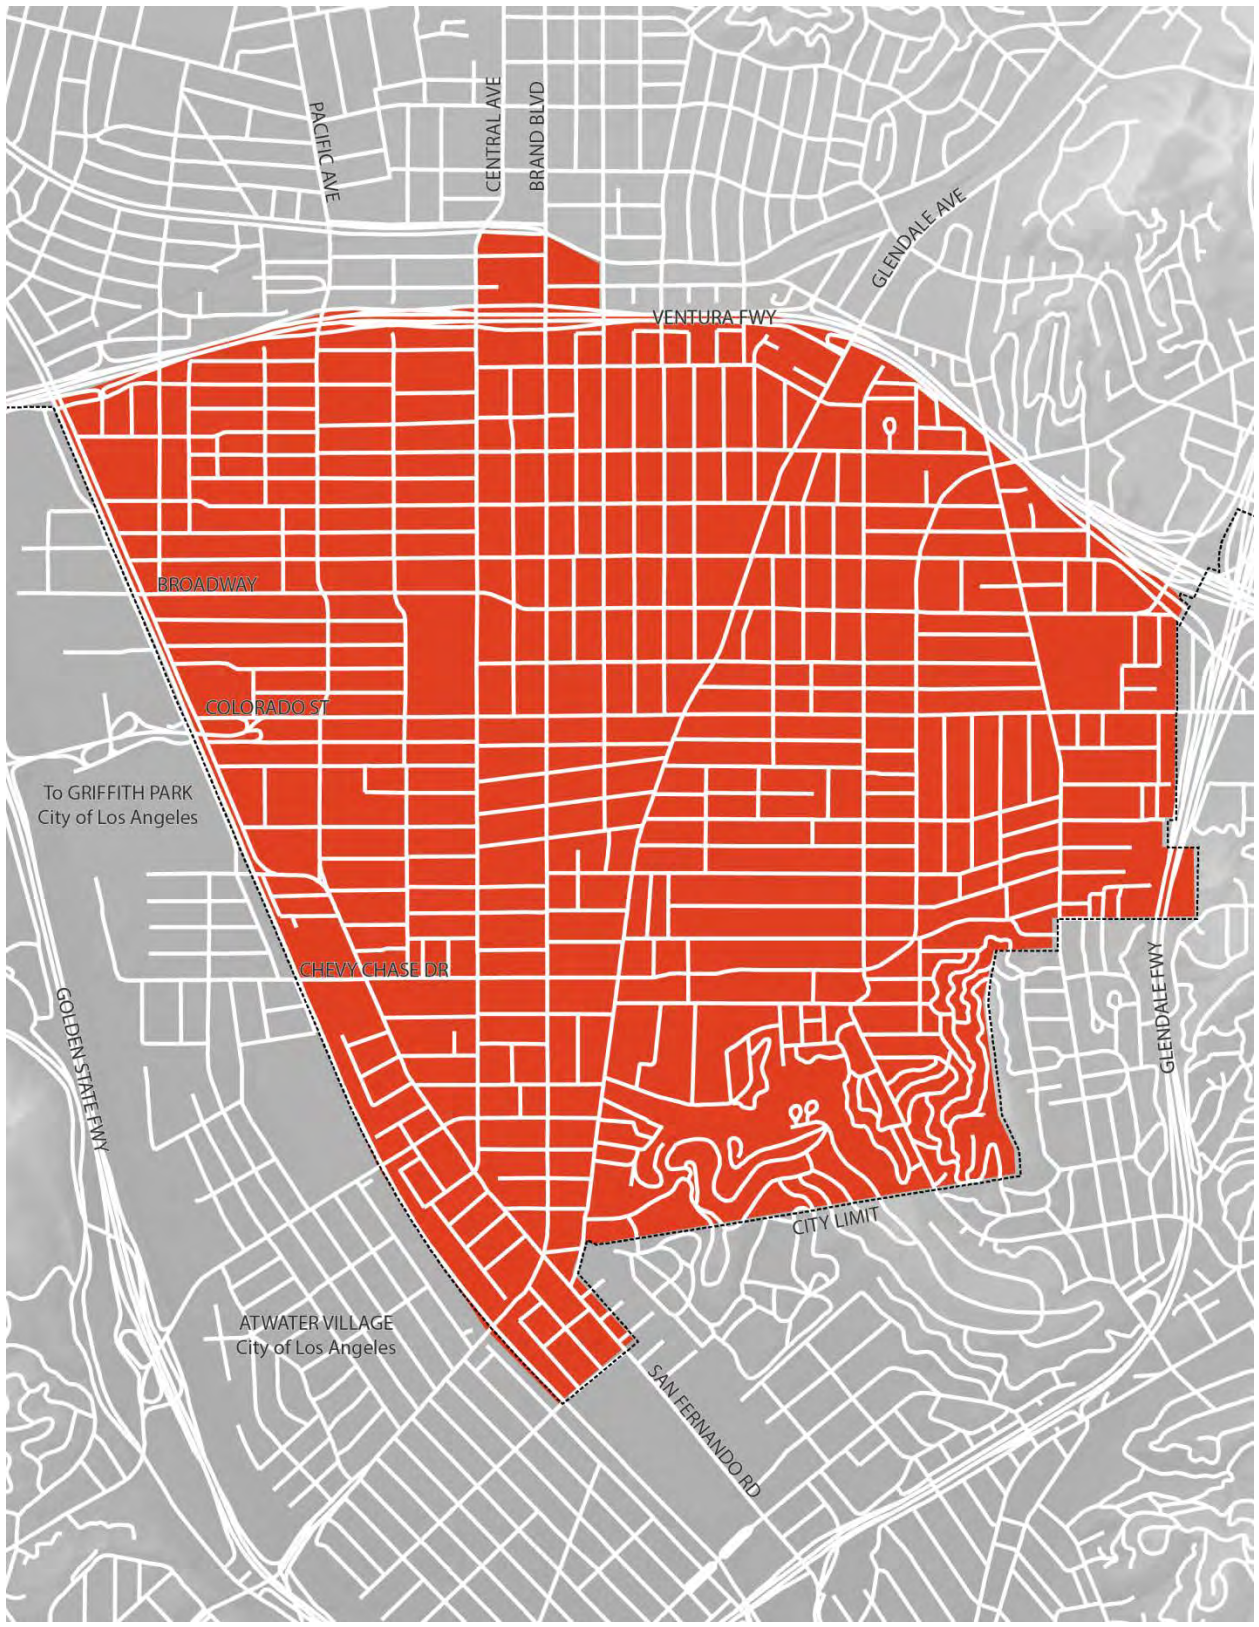 PACIFIC AVE
CENTRAL AVE
BRAND BLVD
GLENDALE AVE
VENTURA FWY
BROADWAY
COLORADO ST
To GRIFFITH PARK
City of Los Angeles
CHEVY CHASE DR
GOLDEN STATE FWY
GLENDALE FWY
CITY LIMIT
ATWATER VILLAGE
City of Los Angeles
SAN FERNANDO RD